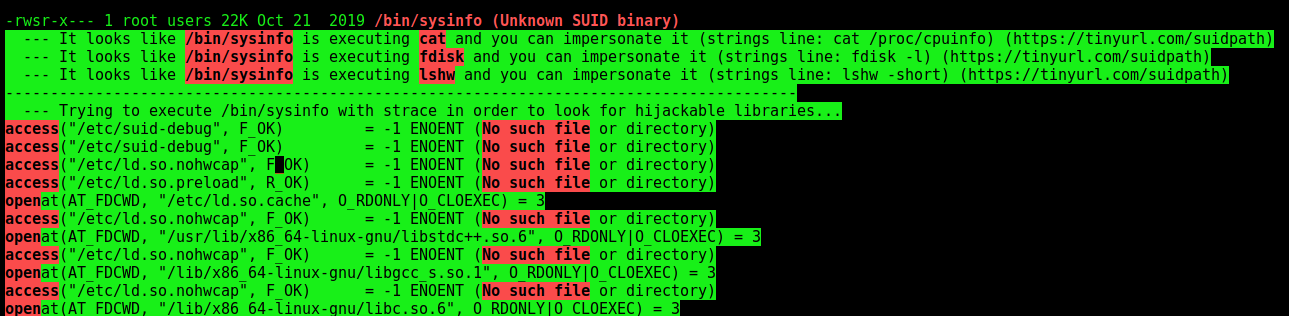 -rwsr-x--- 1 root users 22K Oct 21  2019 /bin/sysinfo (Unknown SUID binary)
  --- It looks like /bin/sysinfo is executing cat and you can impersonate it (strings line: cat /proc/cpuinfo) (https://tinyurl.com/suidpath)
  --- It looks like /bin/sysinfo is executing fdisk and you can impersonate it (strings line: fdisk -l) (https://tinyurl.com/suidpath)
  --- It looks like /bin/sysinfo is executing lshw and you can impersonate it (strings line: lshw -short) (https://tinyurl.com/suidpath)
----------------------------------------------------------------------------------------
  --- Trying to execute /bin/sysinfo with strace in order to look for hijackable libraries...
access("/etc/suid-debug", F_OK)         = -1 ENOENT (No such file or directory)
access("/etc/suid-debug", F_OK)         = -1 ENOENT (No such file or directory)
access("/etc/ld.so.nohwcap", F_OK)      = -1 ENOENT (No such file or directory)
access("/etc/ld.so.preload", R_OK)      = -1 ENOENT (No such file or directory)
openat(AT_FDCWD, "/etc/ld.so.cache", O_RDONLY|O_CLOEXEC) = 3
access("/etc/ld.so.nohwcap", F_OK)      = -1 ENOENT (No such file or directory)
openat(AT_FDCWD, "/usr/lib/x86_64-linux-gnu/libstdc++.so.6", O_RDONLY|O_CLOEXEC) = 3
access("/etc/ld.so.nohwcap", F_OK)      = -1 ENOENT (No such file or directory)
openat(AT_FDCWD, "/lib/x86_64-linux-gnu/libgcc_s.so.1", O_RDONLY|O_CLOEXEC) = 3
access("/etc/ld.so.nohwcap", F_OK)      = -1 ENOENT (No such file or directory)
openat(AT_FDCWD, "/lib/x86_64-linux-gnu/libc.so.6", O_RDONLY|O_CLOEXEC) = 3